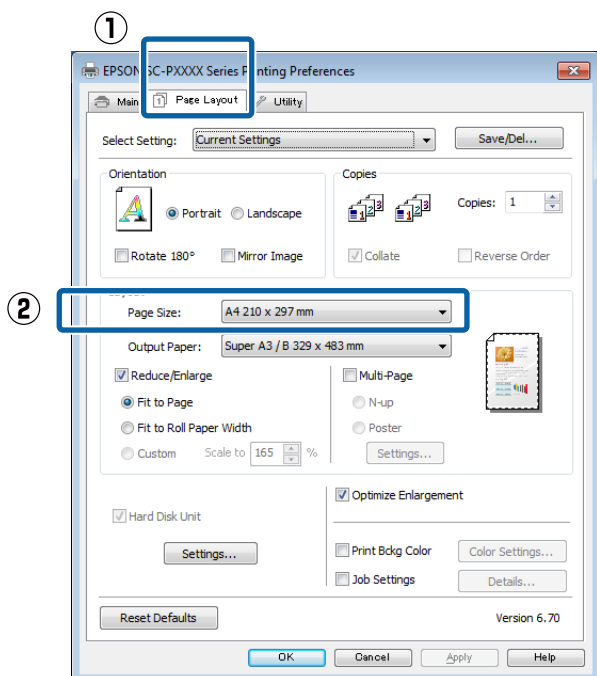 ①
EPSON SC-PXXXX Series Printing Preferences
Main Page Layout Utility
Select Setting: Current Settings Save/Del...
Orientation Copies
Portrait Landscape Copies: 1
Rotate 180° Mirror Image Collate Reverse Order
②
Page Size: A4 210 x 297 mm
Output Paper: Super A3 / B 329 x 483 mm
Reduce/Enlarge Multi-Page
Fit to Page N-up
Fit to Roll Paper Width Poster
Custom Scale to 165 % Settings...
Optimize Enlargement
Hard Disk Unit
Settings... Print Bckg Color Color Settings...
Job Settings Details...
Reset Defaults Version 6.70
OK Cancel Apply Help